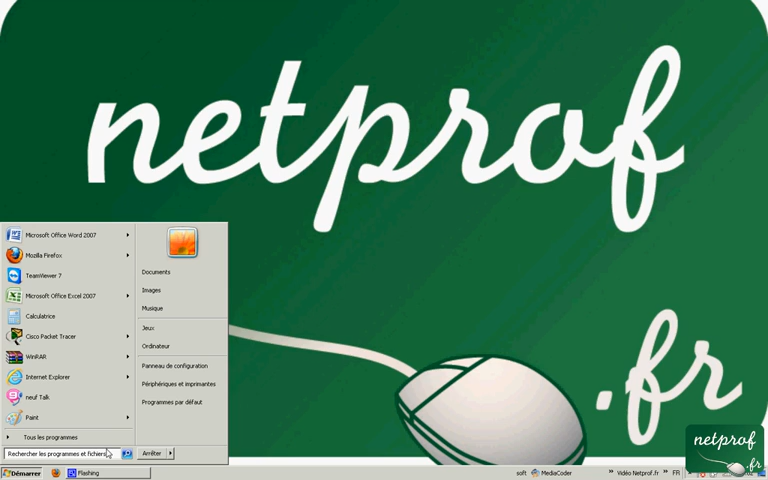 netprof
.fr
Microsoft Office Word 2007
Mozilla Firefox
TeamViewer 7
Microsoft Office Excel 2007
Calculatrice
Cisco Packet Tracer
WinRAR
Internet Explorer
neuf Talk
Paint
Tous les programmes
Rechercher les programmes et fichiers
Documents
Images
Musique
Jeux
Ordinateur
Panneau de configuration
Périphériques et imprimantes
Programmes par défaut
Arrêter
Démarrer
Flashing
soft
MediaCoder
Vidéo Netprof.fr
FR
netprof
.fr